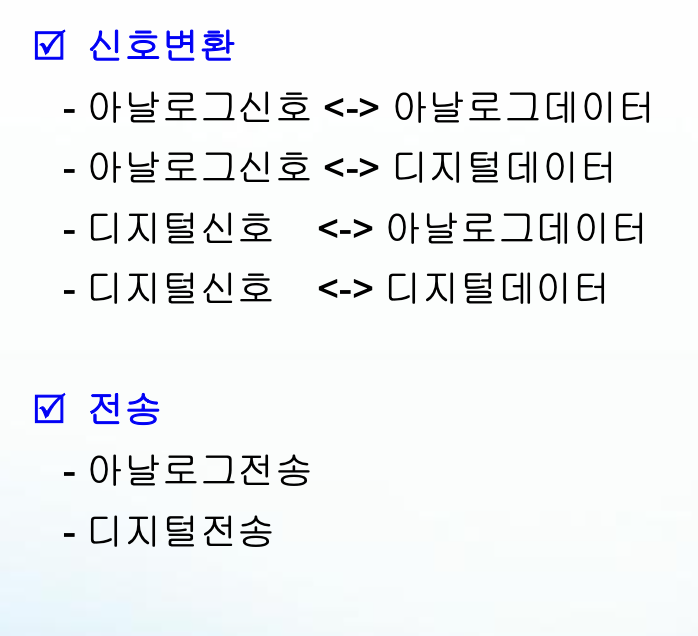 ☑ 신호변환
- 아날로그신호 <-> 아날로그데이터
- 아날로그신호 <-> 디지털데이터
- 디지털신호 <-> 아날로그데이터
- 디지털신호 <-> 디지털데이터
☑ 전송
- 아날로그전송
- 디지털전송